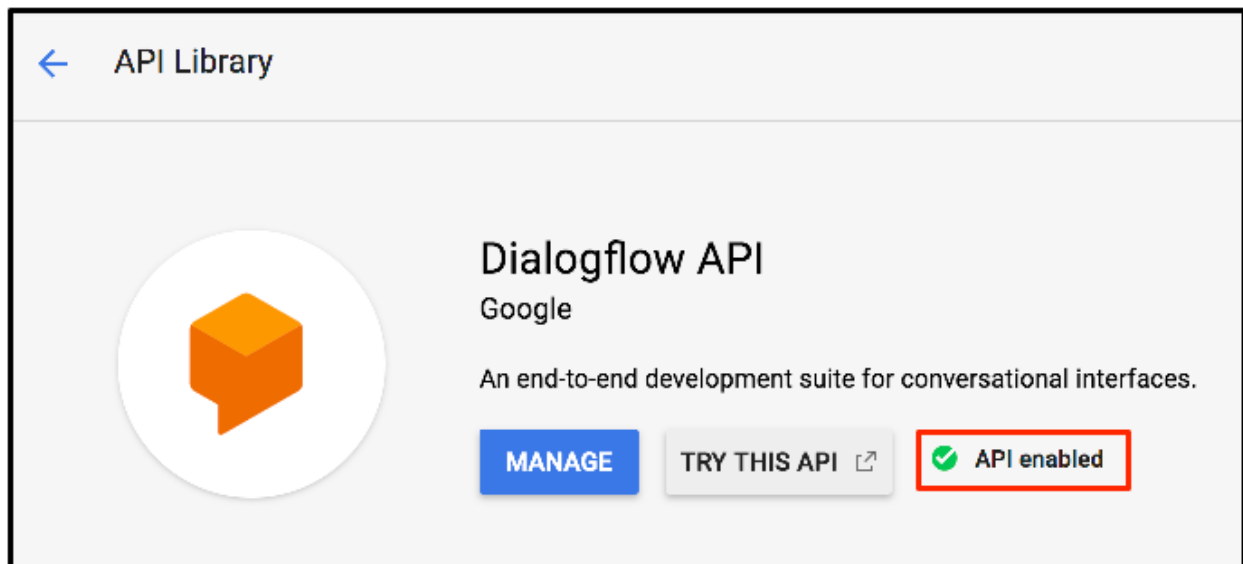 API Library
Dialogflow API
Google
An end-to-end development suite for conversational interfaces.
MANAGE TRY THIS API API enabled